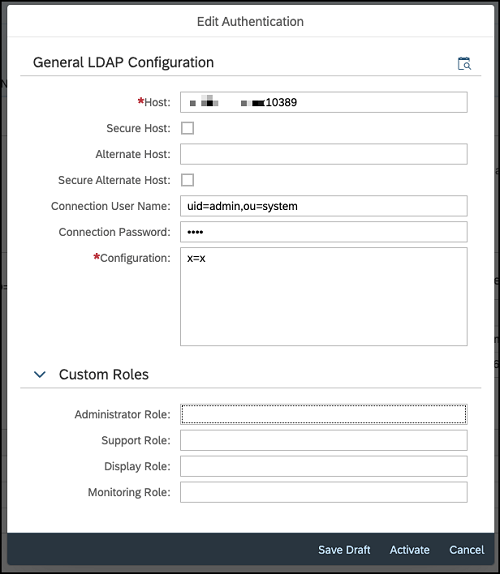 Edit Authentication
General LDAP Configuration
*Host: 10389
Secure Host:
Alternate Host:
Secure Alternate Host:
Connection User Name: uid=admin,ou=system
Connection Password: ••••
*Configuration: x=x
Custom Roles
Administrator Role:
Support Role:
Display Role:
Monitoring Role:
Save Draft Activate Cancel